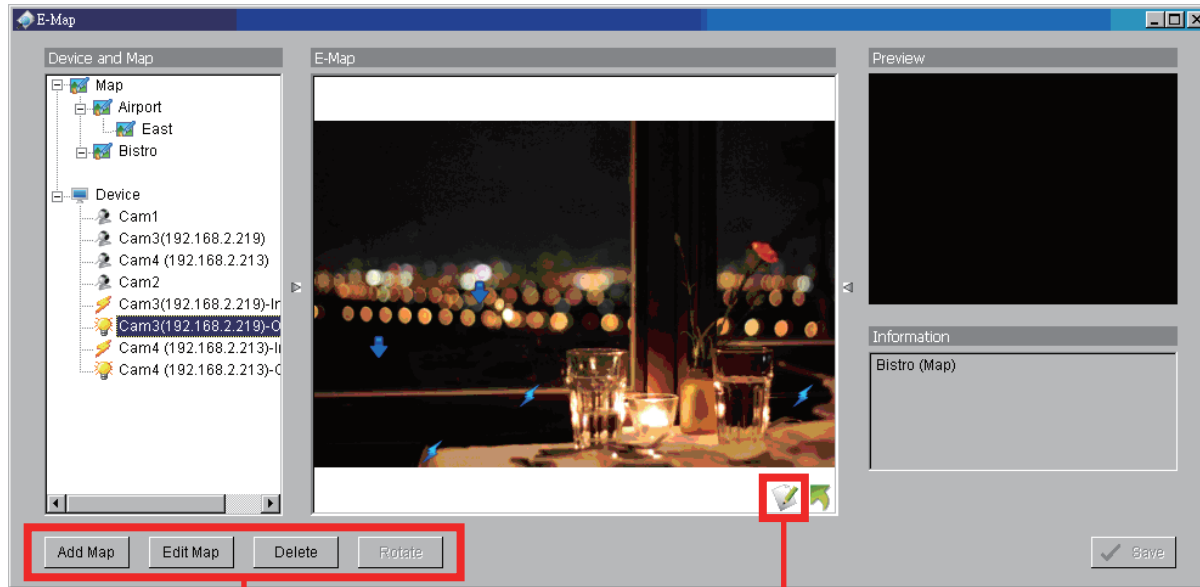 E-Map
Device and Map
Map
Airport
East
Bistro
Device
Cam1
Cam3(192.168.2.219)
Cam4 (192.168.2.213)
Cam2
Cam3(192.168.2.219)-In
Cam3(192.168.2.219)-O
Cam4 (192.168.2.213)-In
Cam4 (192.168.2.213)-O
E-Map
Preview
Information
Bistro (Map)
Add Map
Edit Map
Delete
Rotate
Save